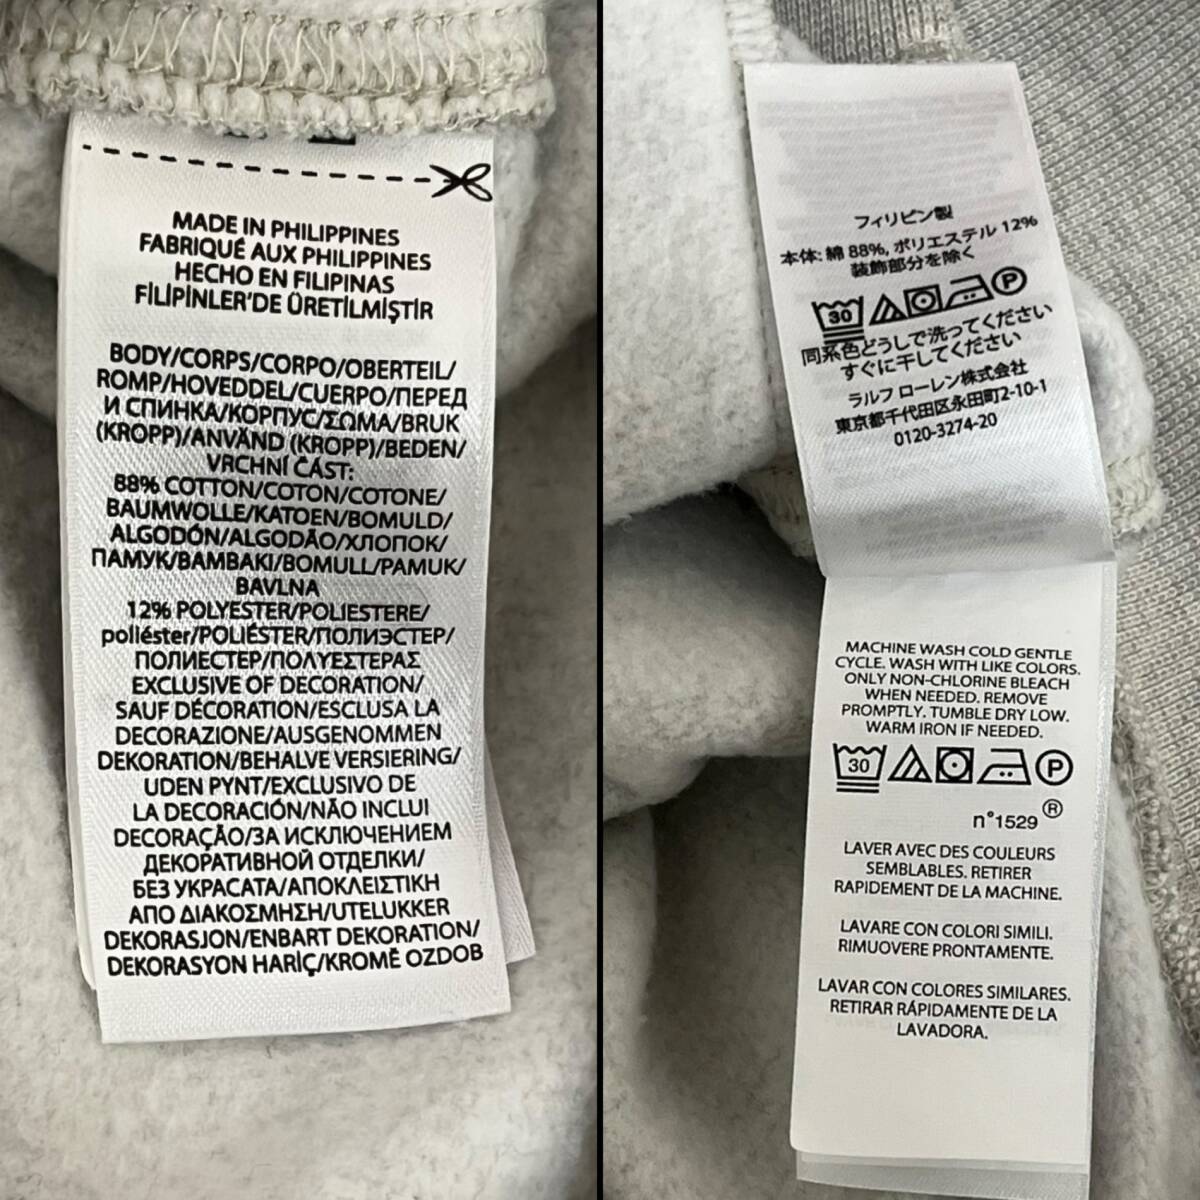 MADE IN PHILIPPINES
FABRIQUÉ AUX PHILIPPINES
HECHO EN FILIPINAS
FİLİPİNLER'DE ÜRETİLMİŞTİR
BODY/CORPS/CORPO/OBERTEIL/
ROMP/HOVEDDEL/CUERPO/ПЕРЕД
И СПИНКА/КОРПУС/ΣΩΜΑ/BRUK
(KROPP)/ANVÄND (KROPP)/BEDEN/
VRCHNÍ ČÁST:
88% COTTON/COTON/COTONE/
BAUMWOLLE/KATOEN/BOMULD/
ALGODÓN/ALGODÃO/ХЛОПОК/
ПАМУК/ΒΑΜΒΑΚΙ/BOMULL/PAMUK/
BAVLNA
12% POLYESTER/POLIESTERE/
poliéster/POLIÉSTER/ПОЛИЭСТЕР/
ПОЛИЕСТЕР/ΠΟΛΥΕΣΤΕΡΑΣ
EXCLUSIVE OF DECORATION/
SAUF DÉCORATION/ESCLUSA LA
DECORAZIONE/AUSGENOMMEN
DEKORATION/BEHALVE VERSIERING/
UDEN PYNT/EXCLUSIVO DE
LA DECORACIÓN/NÃO INCLUI
DECORAÇÃO/ЗА ИСКЛЮЧЕНИЕМ
ДЕКОРАТИВНОЙ ОТДЕЛКИ/
БЕЗ УКРАСАТА/ΑΠΟΚΛΕΙΣΤΙΚΗ
ΑΠΟ ΔΙΑΚΟΣΜΗΣΗ/UTELUKKER
DEKORASJON/ENBART DEKORATION/
DEKORASYON HARİÇ/KROMĚ OZDOB
フィリピン製
本体: 綿 88%, ポリエステル 12%
装飾部分を除く
30 P
同系色どうしで洗ってください
すぐに干してください
ラルフ ローレン株式会社
東京都千代田区永田町2-10-1
0120-3274-20
MACHINE WASH COLD GENTLE
CYCLE. WASH WITH LIKE COLORS.
ONLY NON-CHLORINE BLEACH
WHEN NEEDED. REMOVE
PROMPTLY. TUMBLE DRY LOW.
WARM IRON IF NEEDED.
30 P
n°1529 ®
LAVER AVEC DES COULEURS
SEMBLABLES. RETIRER
RAPIDEMENT DE LA MACHINE.
LAVARE CON COLORI SIMILI.
RIMUOVERE PRONTAMENTE.
LAVAR CON COLORES SIMILARES.
RETIRAR RÁPIDAMENTE DE LA
LAVADORA.